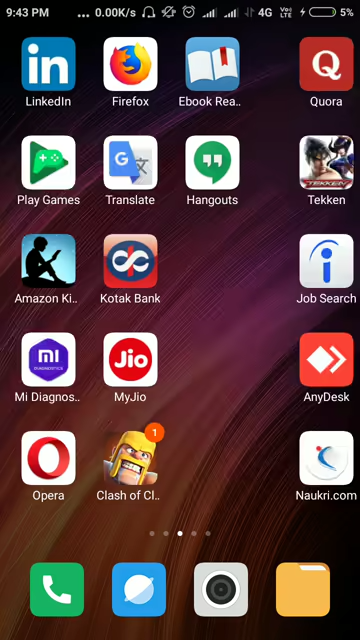 9:43 PM ... 0.00K/s 4G Vo) LTE 5%
in
Q
LinkedIn Firefox Ebook Rea.. Quora
G
TEKKEN
Play Games Translate Hangouts Tekken
Amazon Ki.. Kotak Bank Job Search
mi
DIAGNOSTICS
Jio
Mi Diagnos.. MyJio AnyDesk
1
Opera Clash of Cl.. Naukri.com